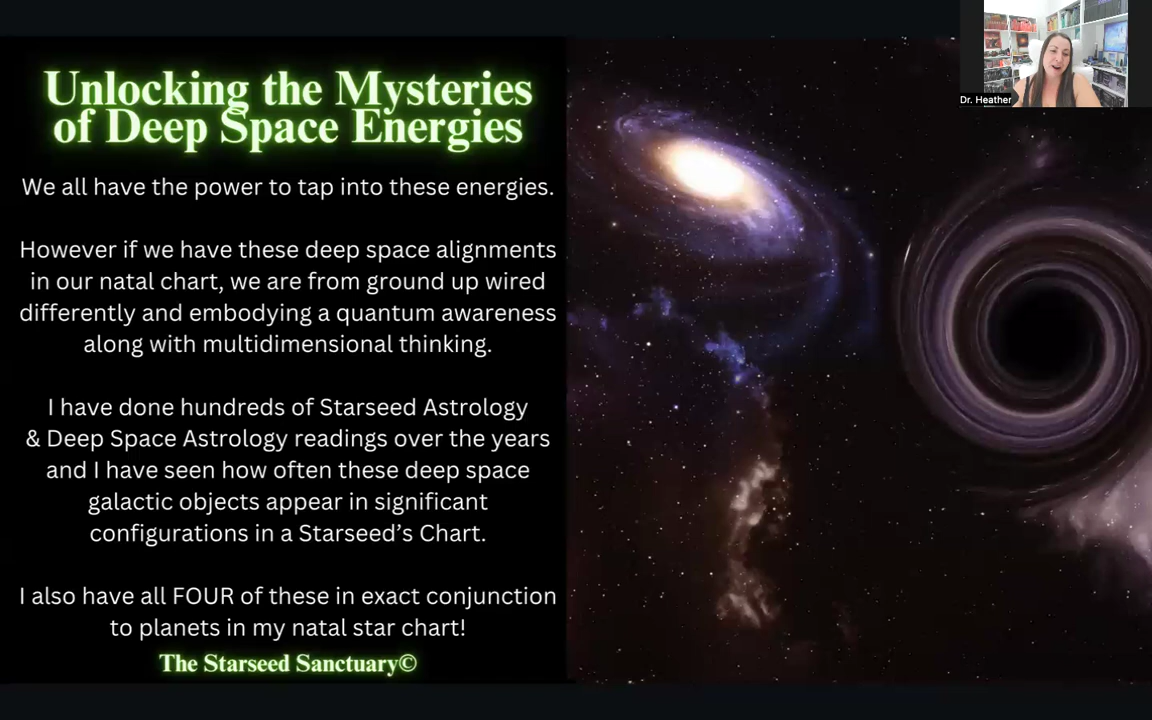 Unlocking the Mysteries
of Deep Space Energies
We all have the power to tap into these energies.
However if we have these deep space alignments
in our natal chart, we are from ground up wired
differently and embodying a quantum awareness
along with multidimensional thinking.
I have done hundreds of Starseed Astrology
& Deep Space Astrology readings over the years
and I have seen how often these deep space
galactic objects appear in significant
configurations in a Starseed’s Chart.
I also have all FOUR of these in exact conjunction
to planets in my natal star chart!
The Starseed Sanctuary©
Dr. Heather